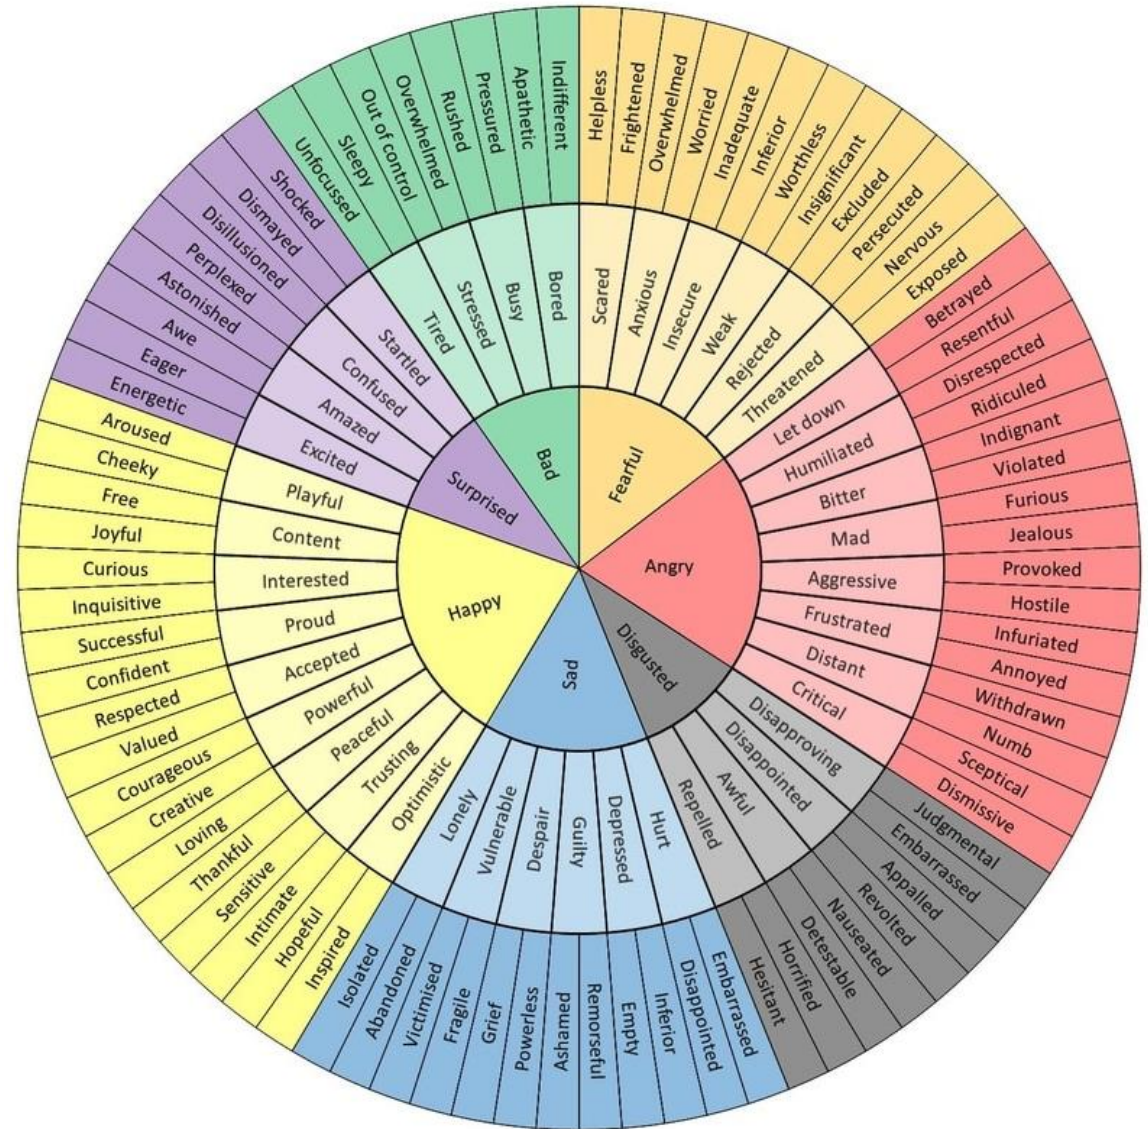 Bad
Fearful
Angry
Disgusted
Sad
Happy
Surprised
Scared
Anxious
Insecure
Weak
Rejected
Threatened
Let down
Humiliated
Bitter
Mad
Aggressive
Frustrated
Distant
Critical
Disapproving
Disappointed
Awful
Repelled
Hurt
Depressed
Guilty
Despair
Vulnerable
Lonely
Optimistic
Trusting
Peaceful
Powerful
Accepted
Proud
Interested
Content
Playful
Excited
Amazed
Confused
Startled
Tired
Stressed
Busy
Bored
Helpless
Frightened
Overwhelmed
Worried
Inadequate
Inferior
Worthless
Insignificant
Excluded
Persecuted
Nervous
Exposed
Betrayed
Resentful
Disrespected
Ridiculed
Indignant
Violated
Furious
Jealous
Provoked
Hostile
Infuriated
Annoyed
Withdrawn
Numb
Sceptical
Dismissive
Judgmental
Embarrassed
Appalled
Revolted
Nauseated
Detestable
Horrified
Hesitant
Embarrassed
Disappointed
Inferior
Empty
Remorseful
Ashamed
Powerless
Grief
Fragile
Victimised
Abandoned
Isolated
Inspired
Hopeful
Intimate
Sensitive
Thankful
Loving
Creative
Courageous
Valued
Respected
Confident
Successful
Inquisitive
Curious
Joyful
Free
Cheeky
Aroused
Energetic
Eager
Awe
Astonished
Perplexed
Disillusioned
Dismayed
Shocked
Unfocussed
Sleepy
Out of control
Overwhelmed
Rushed
Pressured
Apathetic
Indifferent